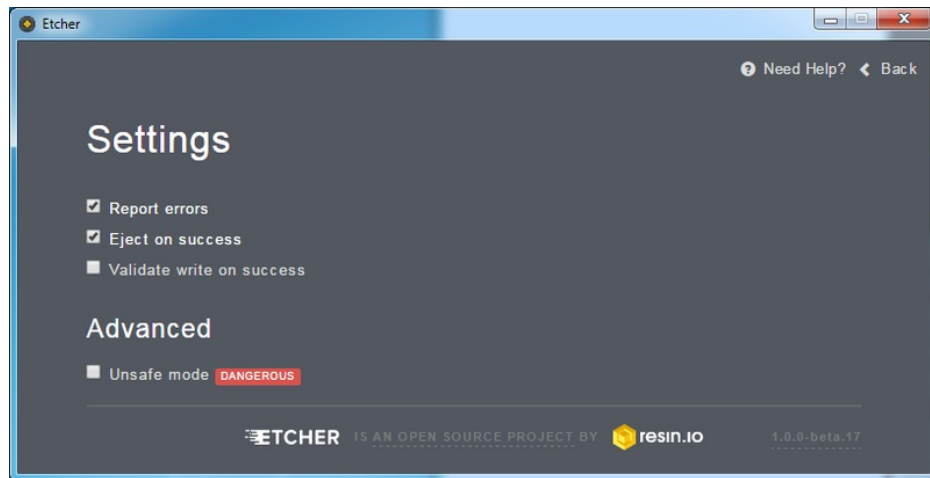 Etcher
Need Help? Back
Settings
Report errors
Eject on success
Validate write on success
Advanced
Unsafe mode DANGEROUS
ETCHER IS AN OPEN SOURCE PROJECT BY resin.io 1.0.0-beta.17